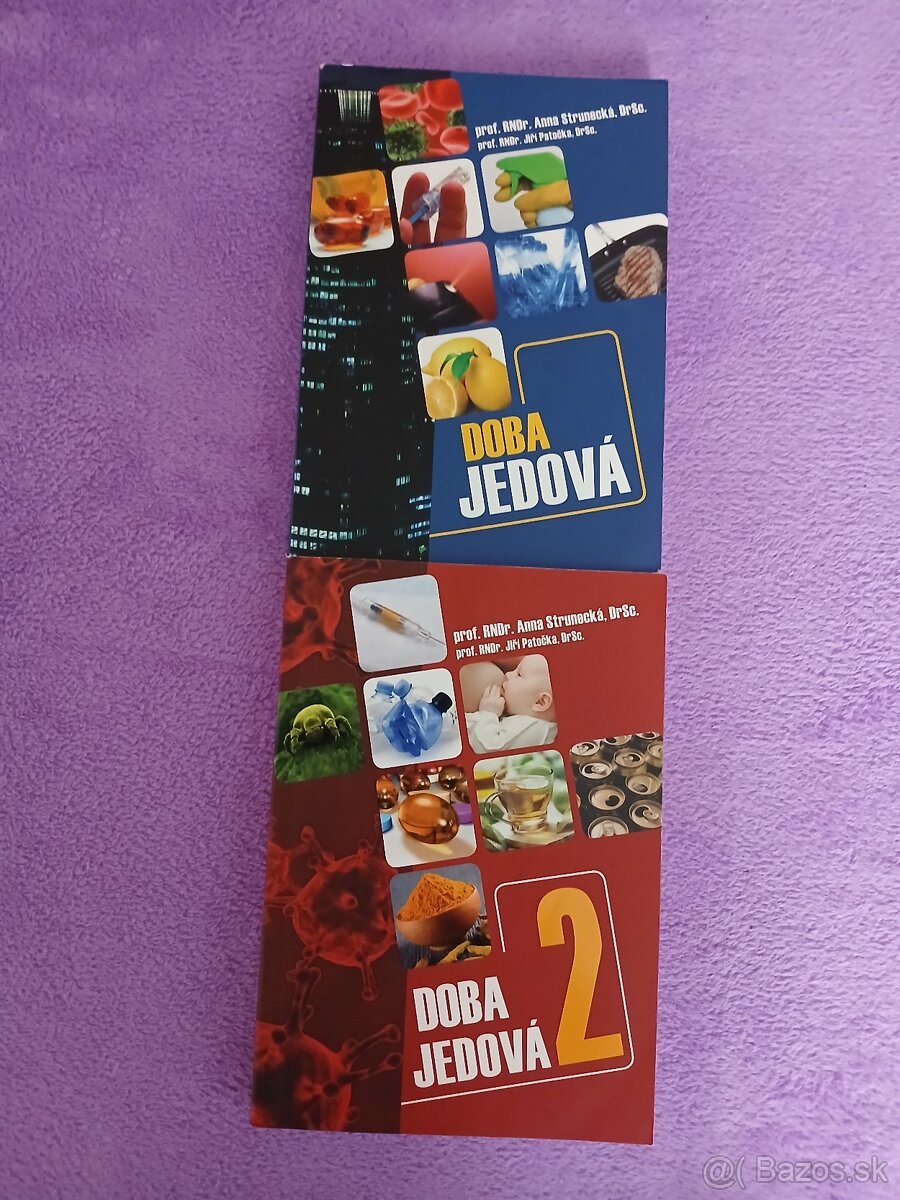 prof. RNDr. Anna Strunecká, DrSc.
prof. RNDr. Jiří Patočka, DrSc.
DOBA
JEDOVÁ
prof. RNDr. Anna Strunecká, DrSc.
prof. RNDr. Jiří Patočka, DrSc.
DOBA
JEDOVÁ 2
@( Bazos.sk